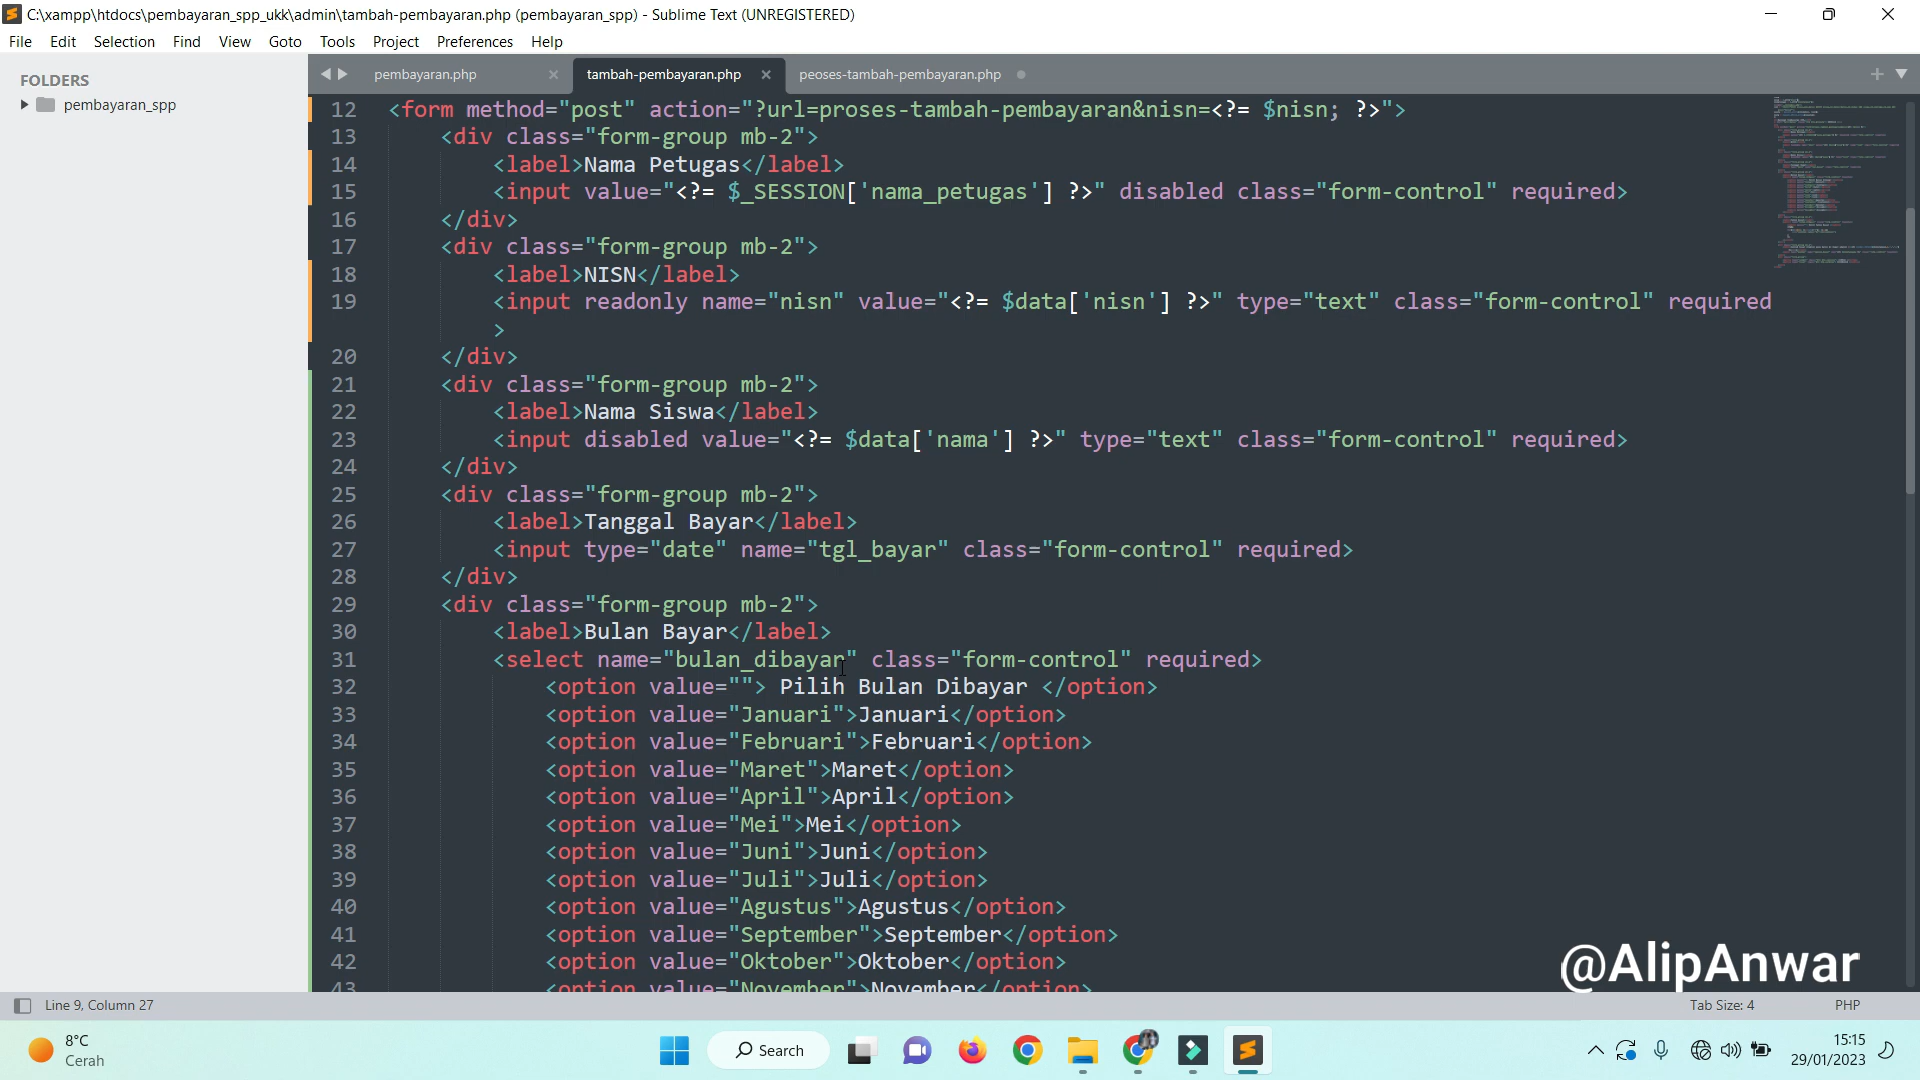 C:\xampp\htdocs\pembayaran_spp_ukk\admin\tambah-pembayaran.php (pembayaran_spp) - Sublime Text (UNREGISTERED)
File Edit Selection Find View Goto Tools Project Preferences Help
FOLDERS
pembayaran_spp
pembayaran.php tambah-pembayaran.php peoses-tambah-pembayaran.php
12 <form method="post" action="?url=proses-tambah-pembayaran&nisn=<?= $nisn; ?>">
13 <div class="form-group mb-2">
14 <label>Nama Petugas</label>
15 <input value="<?= $_SESSION['nama_petugas'] ?>" disabled class="form-control" required>
16 </div>
17 <div class="form-group mb-2">
18 <label>NISN</label>
19 <input readonly name="nisn" value="<?= $data['nisn'] ?>" type="text" class="form-control" required
>
20 </div>
21 <div class="form-group mb-2">
22 <label>Nama Siswa</label>
23 <input disabled value="<?= $data['nama'] ?>" type="text" class="form-control" required>
24 </div>
25 <div class="form-group mb-2">
26 <label>Tanggal Bayar</label>
27 <input type="date" name="tgl_bayar" class="form-control" required>
28 </div>
29 <div class="form-group mb-2">
30 <label>Bulan Bayar</label>
31 <select name="bulan_dibayar" class="form-control" required>
32 <option value=""> Pilih Bulan Dibayar </option>
33 <option value="Januari">Januari</option>
34 <option value="Februari">Februari</option>
35 <option value="Maret">Maret</option>
36 <option value="April">April</option>
37 <option value="Mei">Mei</option>
38 <option value="Juni">Juni</option>
39 <option value="Juli">Juli</option>
40 <option value="Agustus">Agustus</option>
41 <option value="September">September</option>
42 <option value="Oktober">Oktober</option>
43 <option value="November">November</option>
@AlipAnwar
Line 9, Column 27 Tab Size: 4 PHP
8°C
Cerah
Search
15:15
29/01/2023